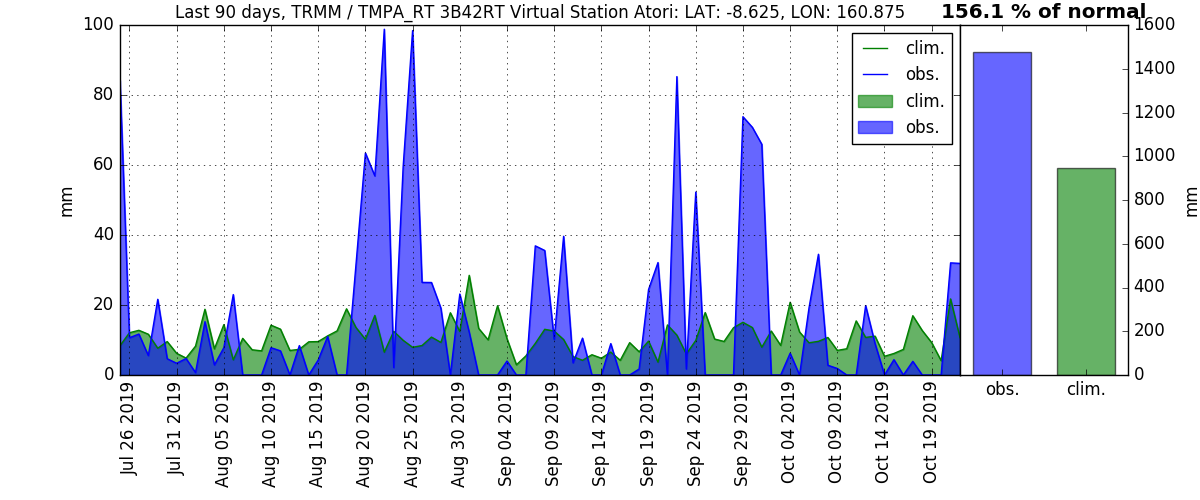 Last 90 days, TRMM / TMPA_RT 3B42RT Virtual Station Atori: LAT: -8.625, LON: 160.875
156.1 % of normal
mm
100
80
60
40
20
0
clim.
obs.
clim.
obs.
1600
1400
1200
1000
800
600
400
200
0
mm
Jul 26 2019
Jul 31 2019
Aug 05 2019
Aug 10 2019
Aug 15 2019
Aug 20 2019
Aug 25 2019
Aug 30 2019
Sep 04 2019
Sep 09 2019
Sep 14 2019
Sep 19 2019
Sep 24 2019
Sep 29 2019
Oct 04 2019
Oct 09 2019
Oct 14 2019
Oct 19 2019
obs.
clim.